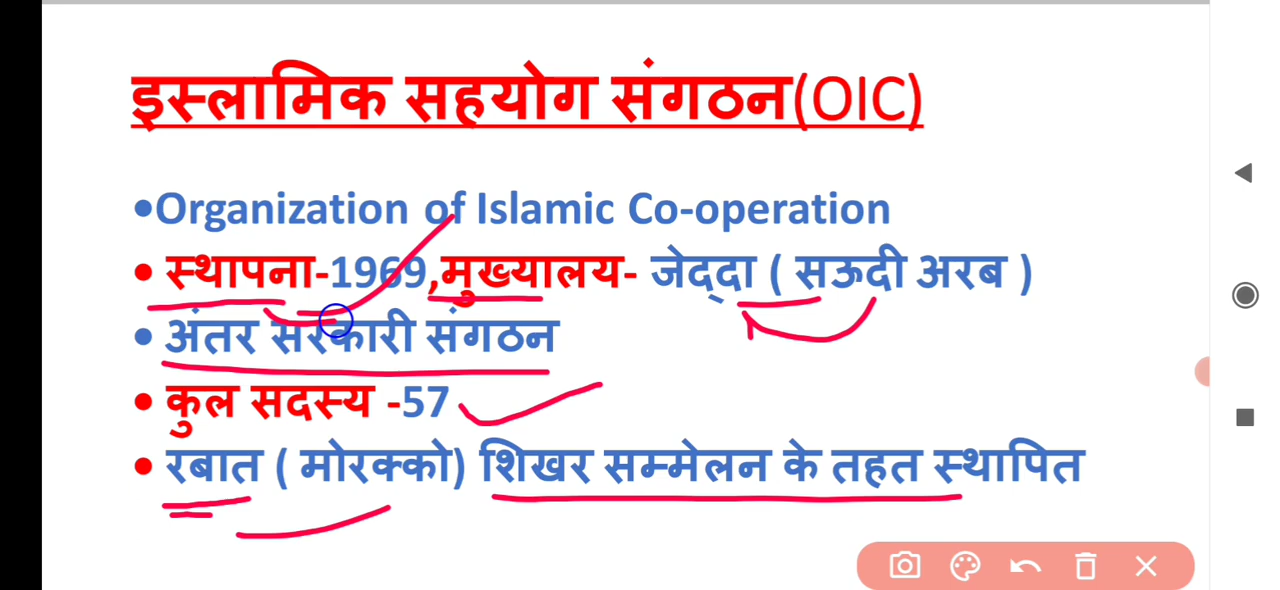 इस्लामिक सहयोग संगठन(OIC)
•Organization of Islamic Co-operation
• स्थापना-1969,मुख्यालय- जेद्दा ( सऊदी अरब )
• अंतर सरकारी संगठन
• कुल सदस्य -57
• रबात ( मोरक्को) शिखर सम्मेलन के तहत स्थापित